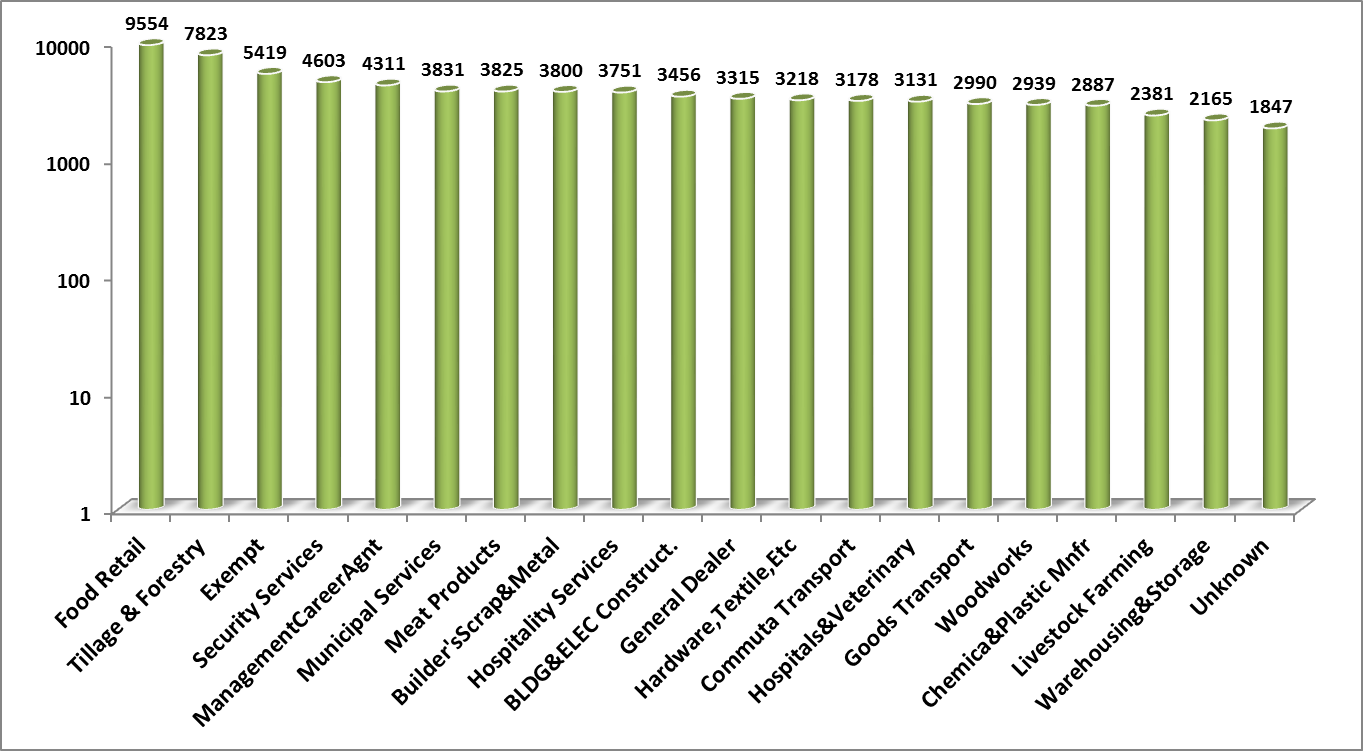 9554
7823
5419
4603
4311
3831
3825
3800
3751
3456
3315
3218
3178
3131
2990
2939
2887
2381
2165
1847
10000
1000
100
10
1
Food Retail
Tillage & Forestry
Exempt
Security Services
ManagementCareerAgnt
Municipal Services
Meat Products
Builder'sScrap&Metal
Hospitality Services
BLDG&ELEC Construct.
General Dealer
Hardware,Textile,Etc
Commuta Transport
Hospitals&Veterinary
Goods Transport
Woodworks
Chemica&Plastic Mnfr
Livestock Farming
Warehousing&Storage
Unknown